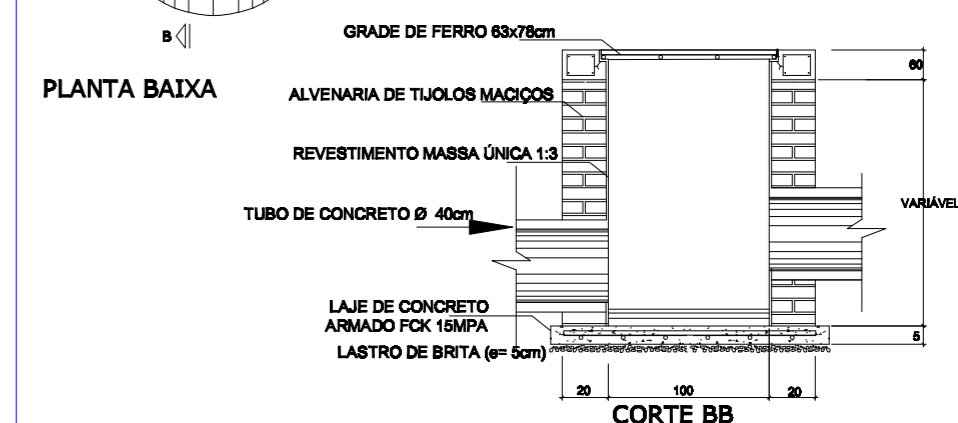 B
PLANTA BAIXA
GRADE DE FERRO 63x78cm
60
ALVENARIA DE TIJOLOS MACIÇOS
REVESTIMENTO MASSA ÚNICA 1:3
VARIÁVEL
TUBO DE CONCRETO Ø 40cm
LAJE DE CONCRETO
ARMADO FCK 15MPA
5
LASTRO DE BRITA (e= 5cm)
20
100
20
CORTE BB